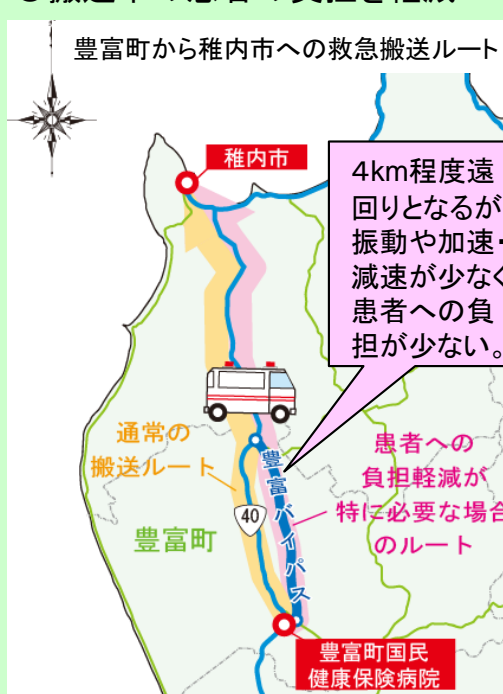 豊富町から稚内市への救急搬送ルート
稚内市
4km程度遠
回りとなるが
振動や加速・
減速が少なく
患者への負
担が少ない。
通常の
搬送ルート
豊富バイパス
患者への
負担軽減が
特に必要な場合
のルート
40
豊富町
豊富町国民
健康保険病院